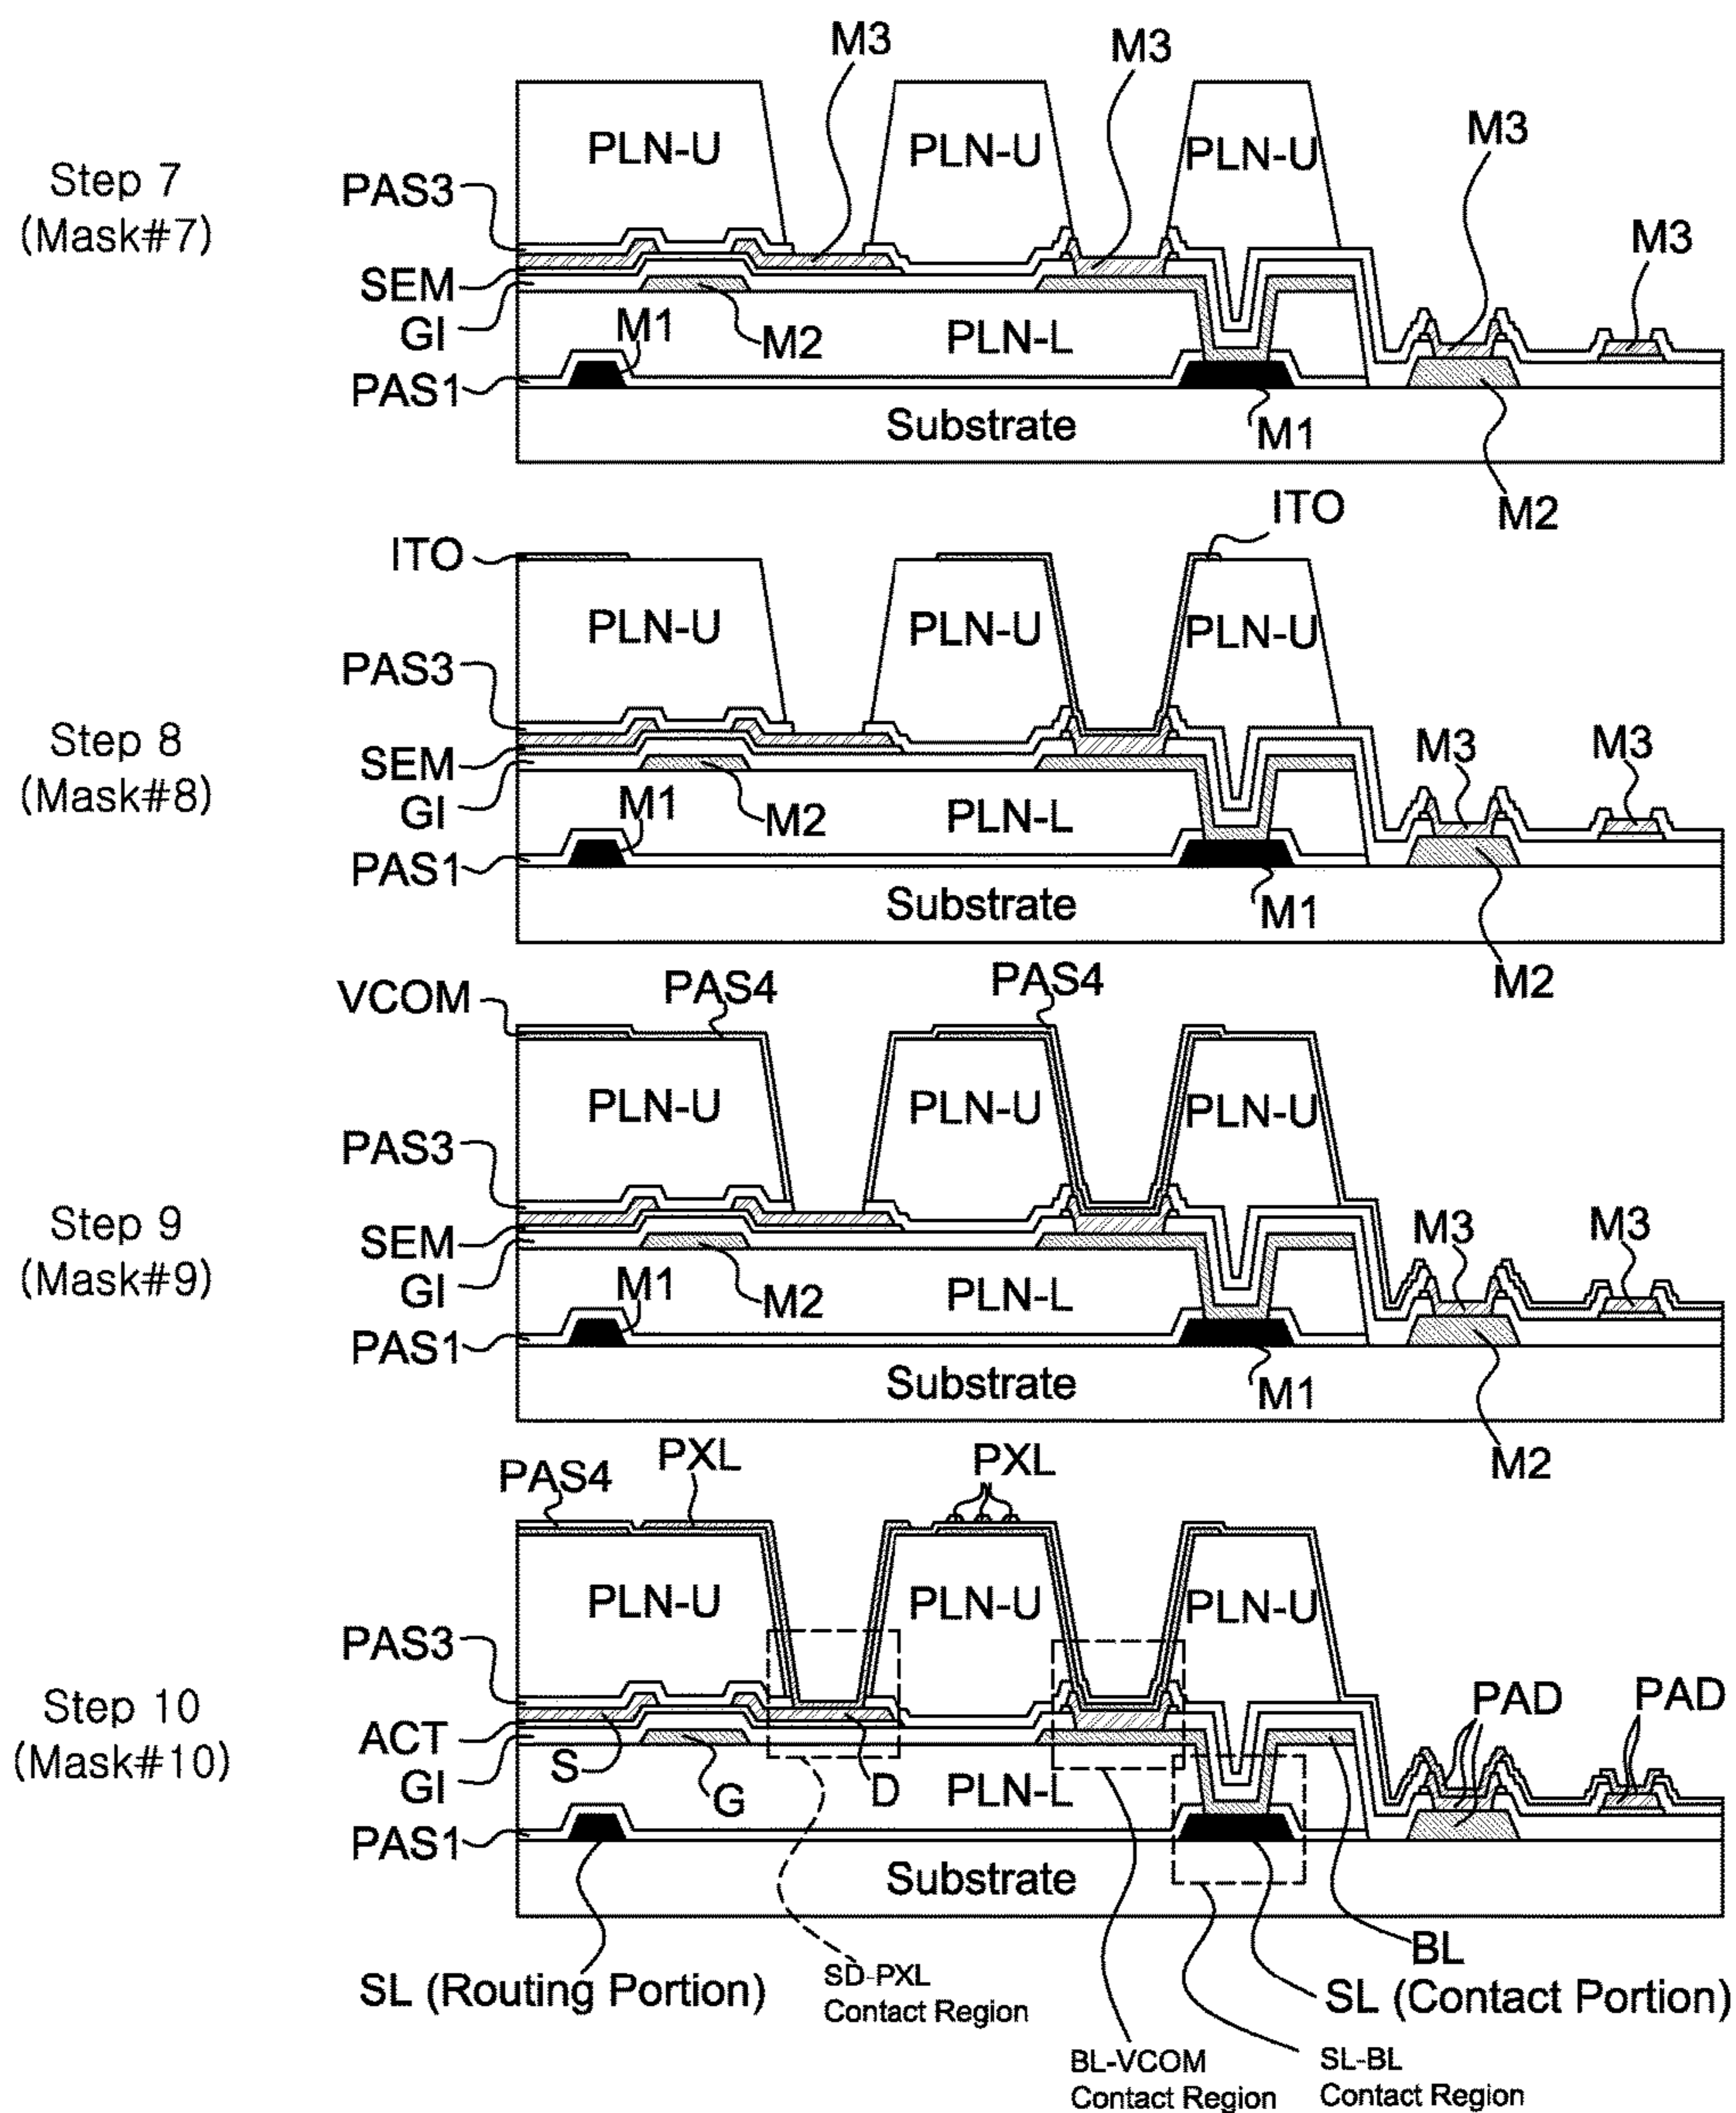 M3
M3
M3
M3
Step 7
(Mask#7)
PLN-U
PLN-U
PLN-U
PAS3
SEM
GI
M1
M2
PLN-L
PAS1
Substrate
M1
M2
ITO
ITO
Step 8
(Mask#8)
PLN-U
PLN-U
PLN-U
PAS3
SEM
GI
M1
M2
PLN-L
M3
M3
PAS1
Substrate
M1
M2
VCOM
PAS4
PAS4
Step 9
(Mask#9)
PLN-U
PLN-U
PLN-U
PAS3
SEM
GI
M1
M2
PLN-L
M3
M3
PAS1
Substrate
M1
M2
PAS4
PXL
PXL
Step 10
(Mask#10)
PLN-U
PLN-U
PLN-U
PAS3
ACT
GI
S
G
D
PLN-L
PAD
PAD
PAS1
Substrate
SL (Routing Portion)
SD-PXL
Contact Region
BL
SL (Contact Portion)
BL-VCOM
Contact Region
SL-BL
Contact Region